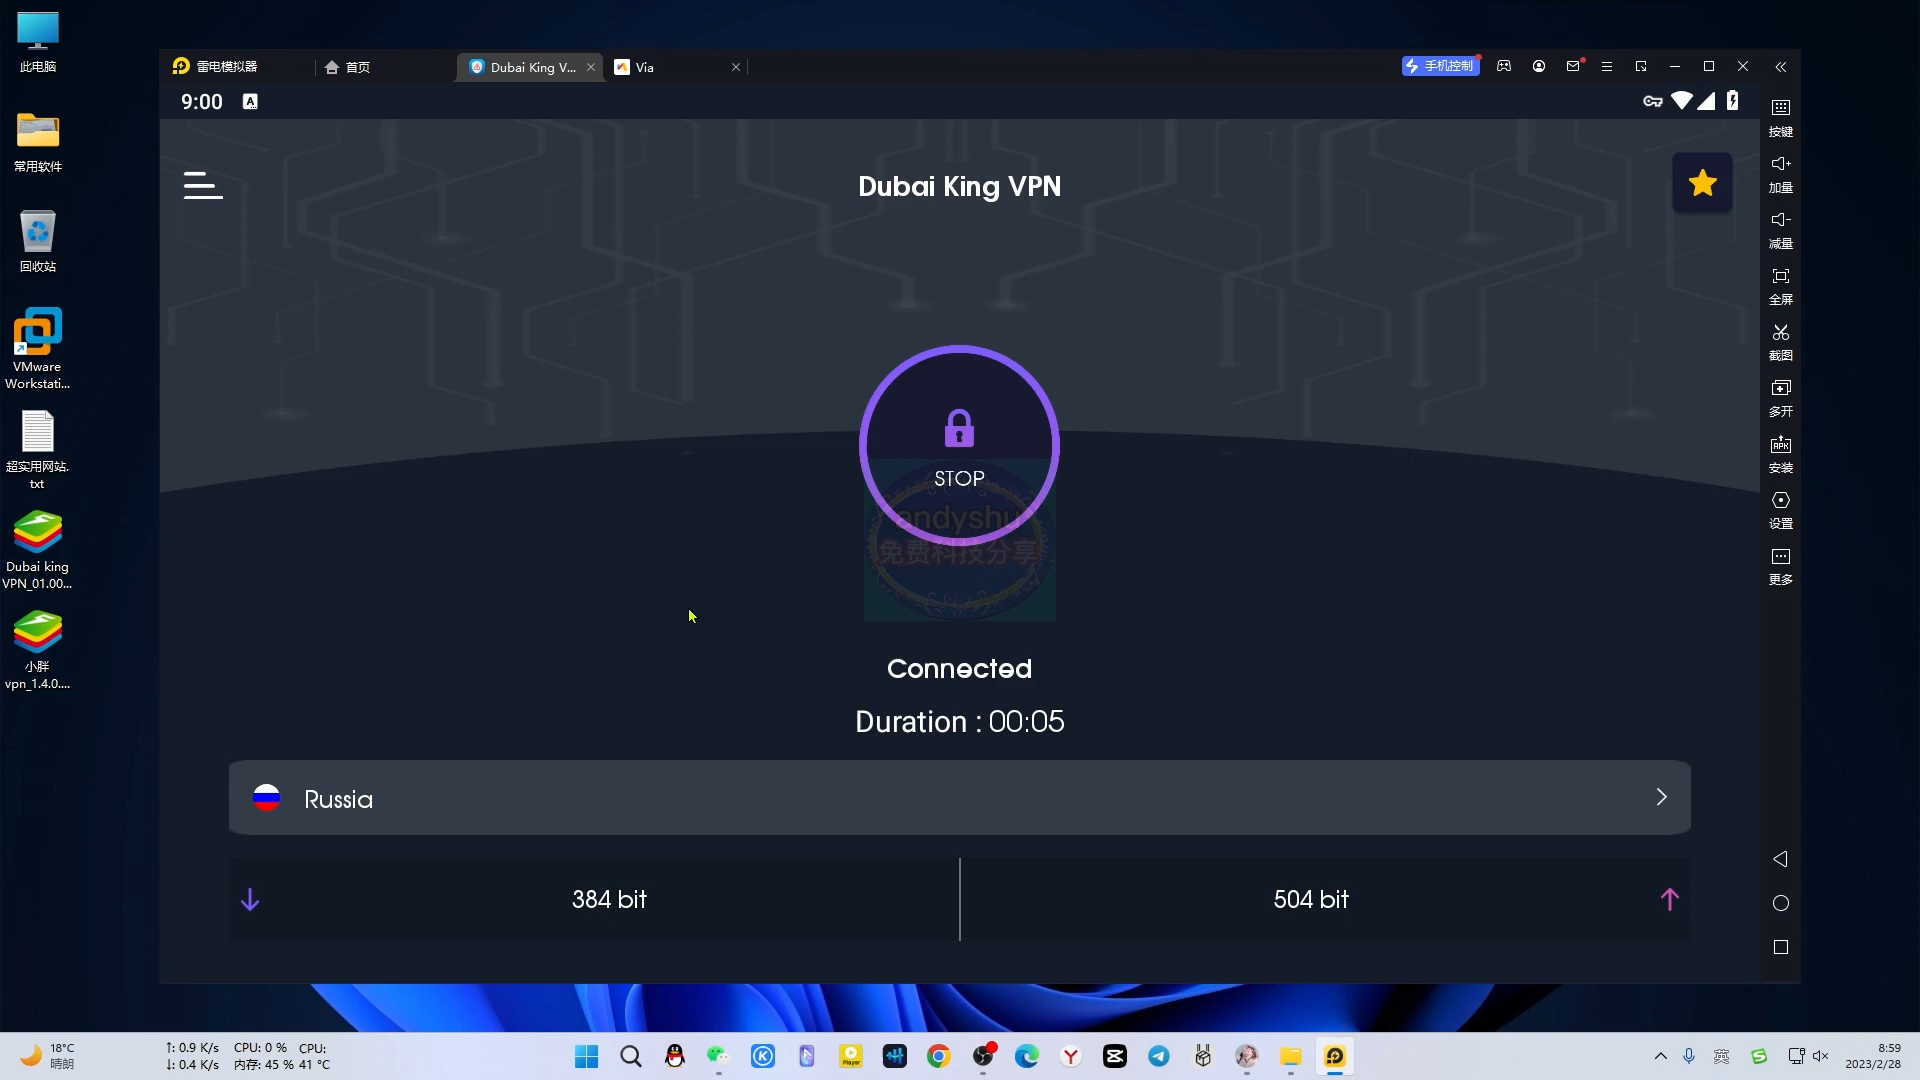 此电脑
常用软件
回收站
VMware
Workstati...
超实用网站.
txt
Dubai king
VPN_01.00...
小胖
vpn_1.4.0....
雷电模拟器
首页
Dubai King V...
Via
手机控制
9:00
A
Dubai King VPN
STOP
andyshu
免费科技分享
Connected
Duration : 00:05
Russia
384 bit
504 bit
按键
加量
减量
全屏
截图
多开
APK
安装
设置
更多
18°C
晴朗
↑: 0.9 K/s
↓: 0.4 K/s
CPU: 0 %
内存: 45 %
CPU:
41 °C
Player
英
8:59
2023/2/28